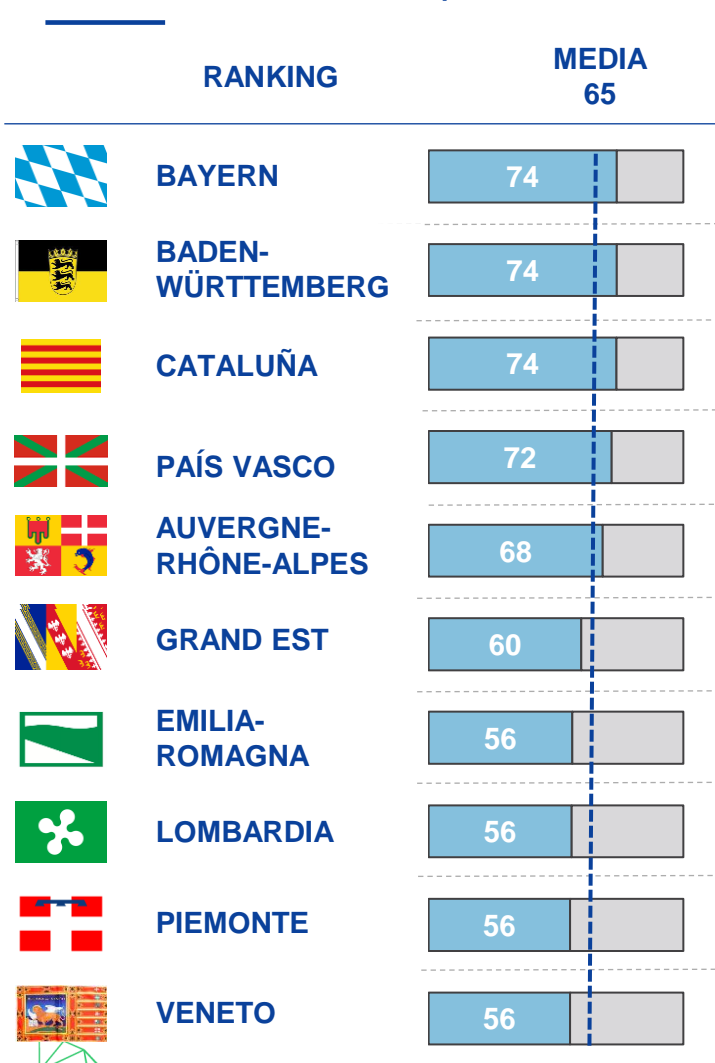 RANKING
MEDIA
65
BAYERN
74
BADEN-
WÜRTTEMBERG
74
CATALUÑA
74
PAÍS VASCO
72
AUVERGNE-
RHÔNE-ALPES
68
GRAND EST
60
EMILIA-
ROMAGNA
56
LOMBARDIA
56
PIEMONTE
56
VENETO
56